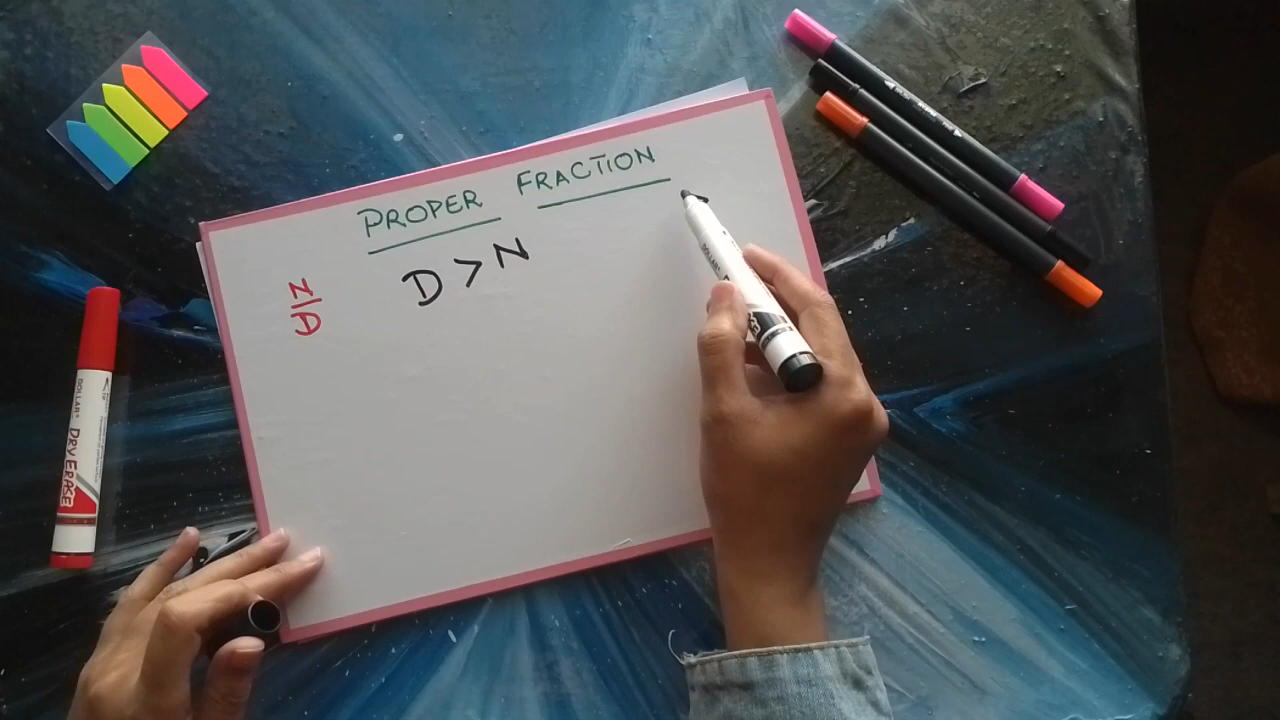 PROPER FRACTION
D > N
N
D
DOLLAR
DRY ERASE